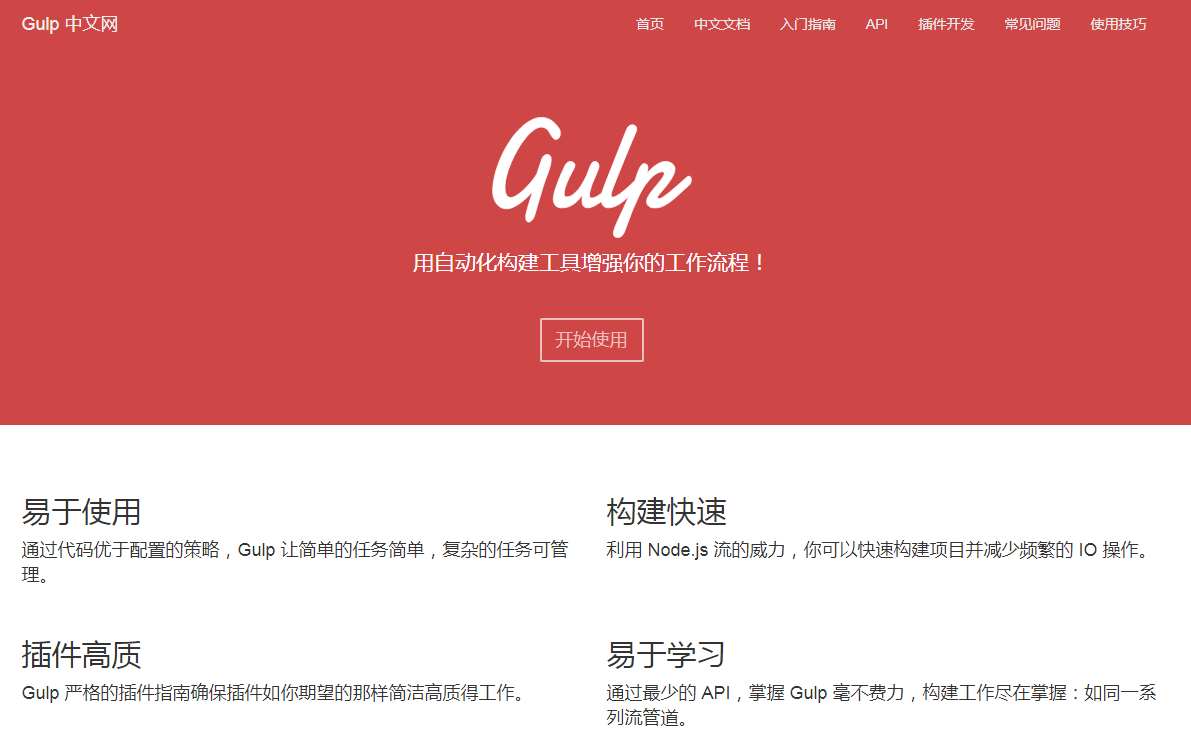 Gulp 中文网
首页 中文文档 入门指南 API 插件开发 常见问题 使用技巧
Gulp
用自动化构建工具增强你的工作流程！
开始使用
易于使用
通过代码优于配置的策略，Gulp 让简单的任务简单，复杂的任务可管
理。
构建快速
利用 Node.js 流的威力，你可以快速构建项目并减少频繁的 IO 操作。
插件高质
Gulp 严格的插件指南确保插件如你期望的那样简洁高质得工作。
易于学习
通过最少的 API，掌握 Gulp 毫不费力，构建工作尽在掌握：如同一系
列流管道。